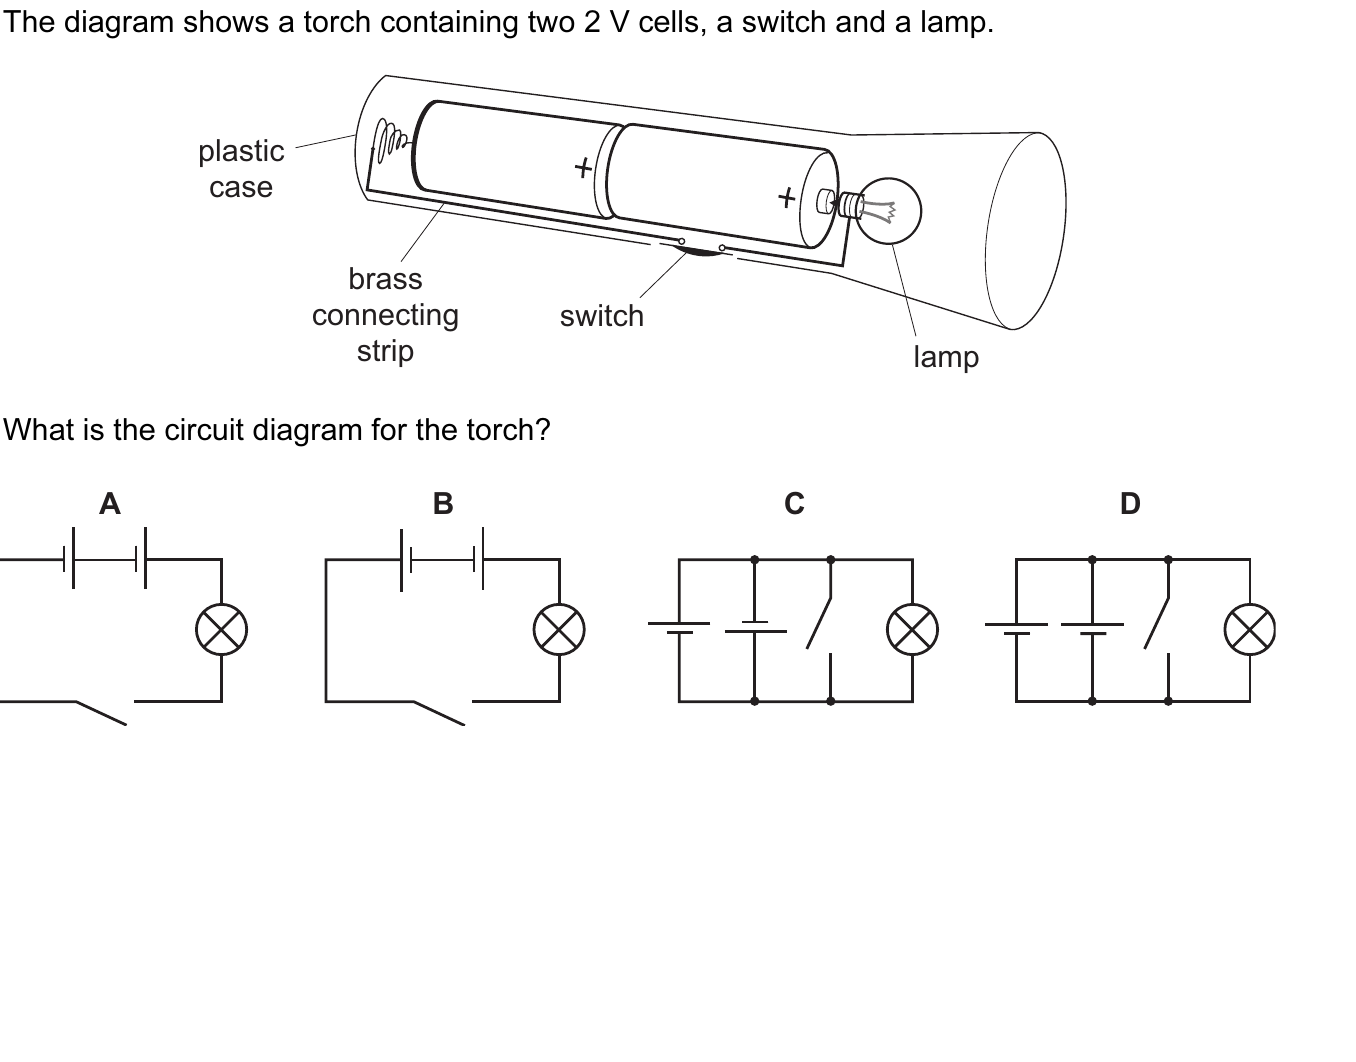 The diagram shows a torch containing two 2 V cells, a switch and a lamp.
plastic
case
+
+
brass
connecting
strip
switch
lamp
What is the circuit diagram for the torch?
A B C D